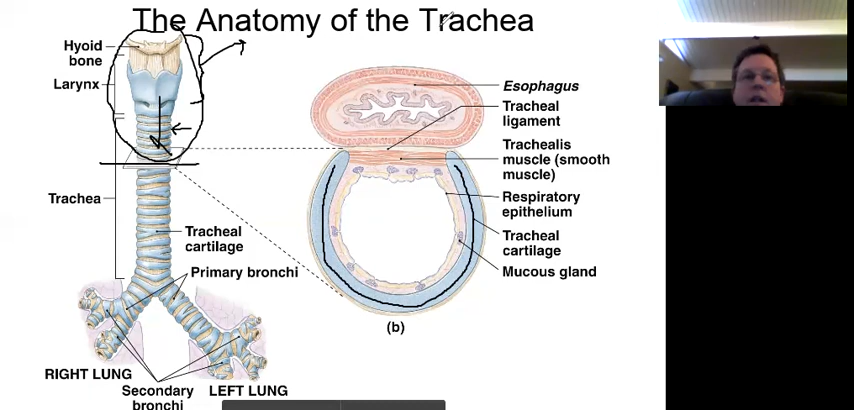 The Anatomy of the Trachea
Hyoid
bone
Larynx
Trachea
Tracheal
cartilage
Primary bronchi
RIGHT LUNG
Secondary
bronchi
LEFT LUNG
Esophagus
Tracheal
ligament
Trachealis
muscle (smooth
muscle)
Respiratory
epithelium
Tracheal
cartilage
Mucous gland
(b)